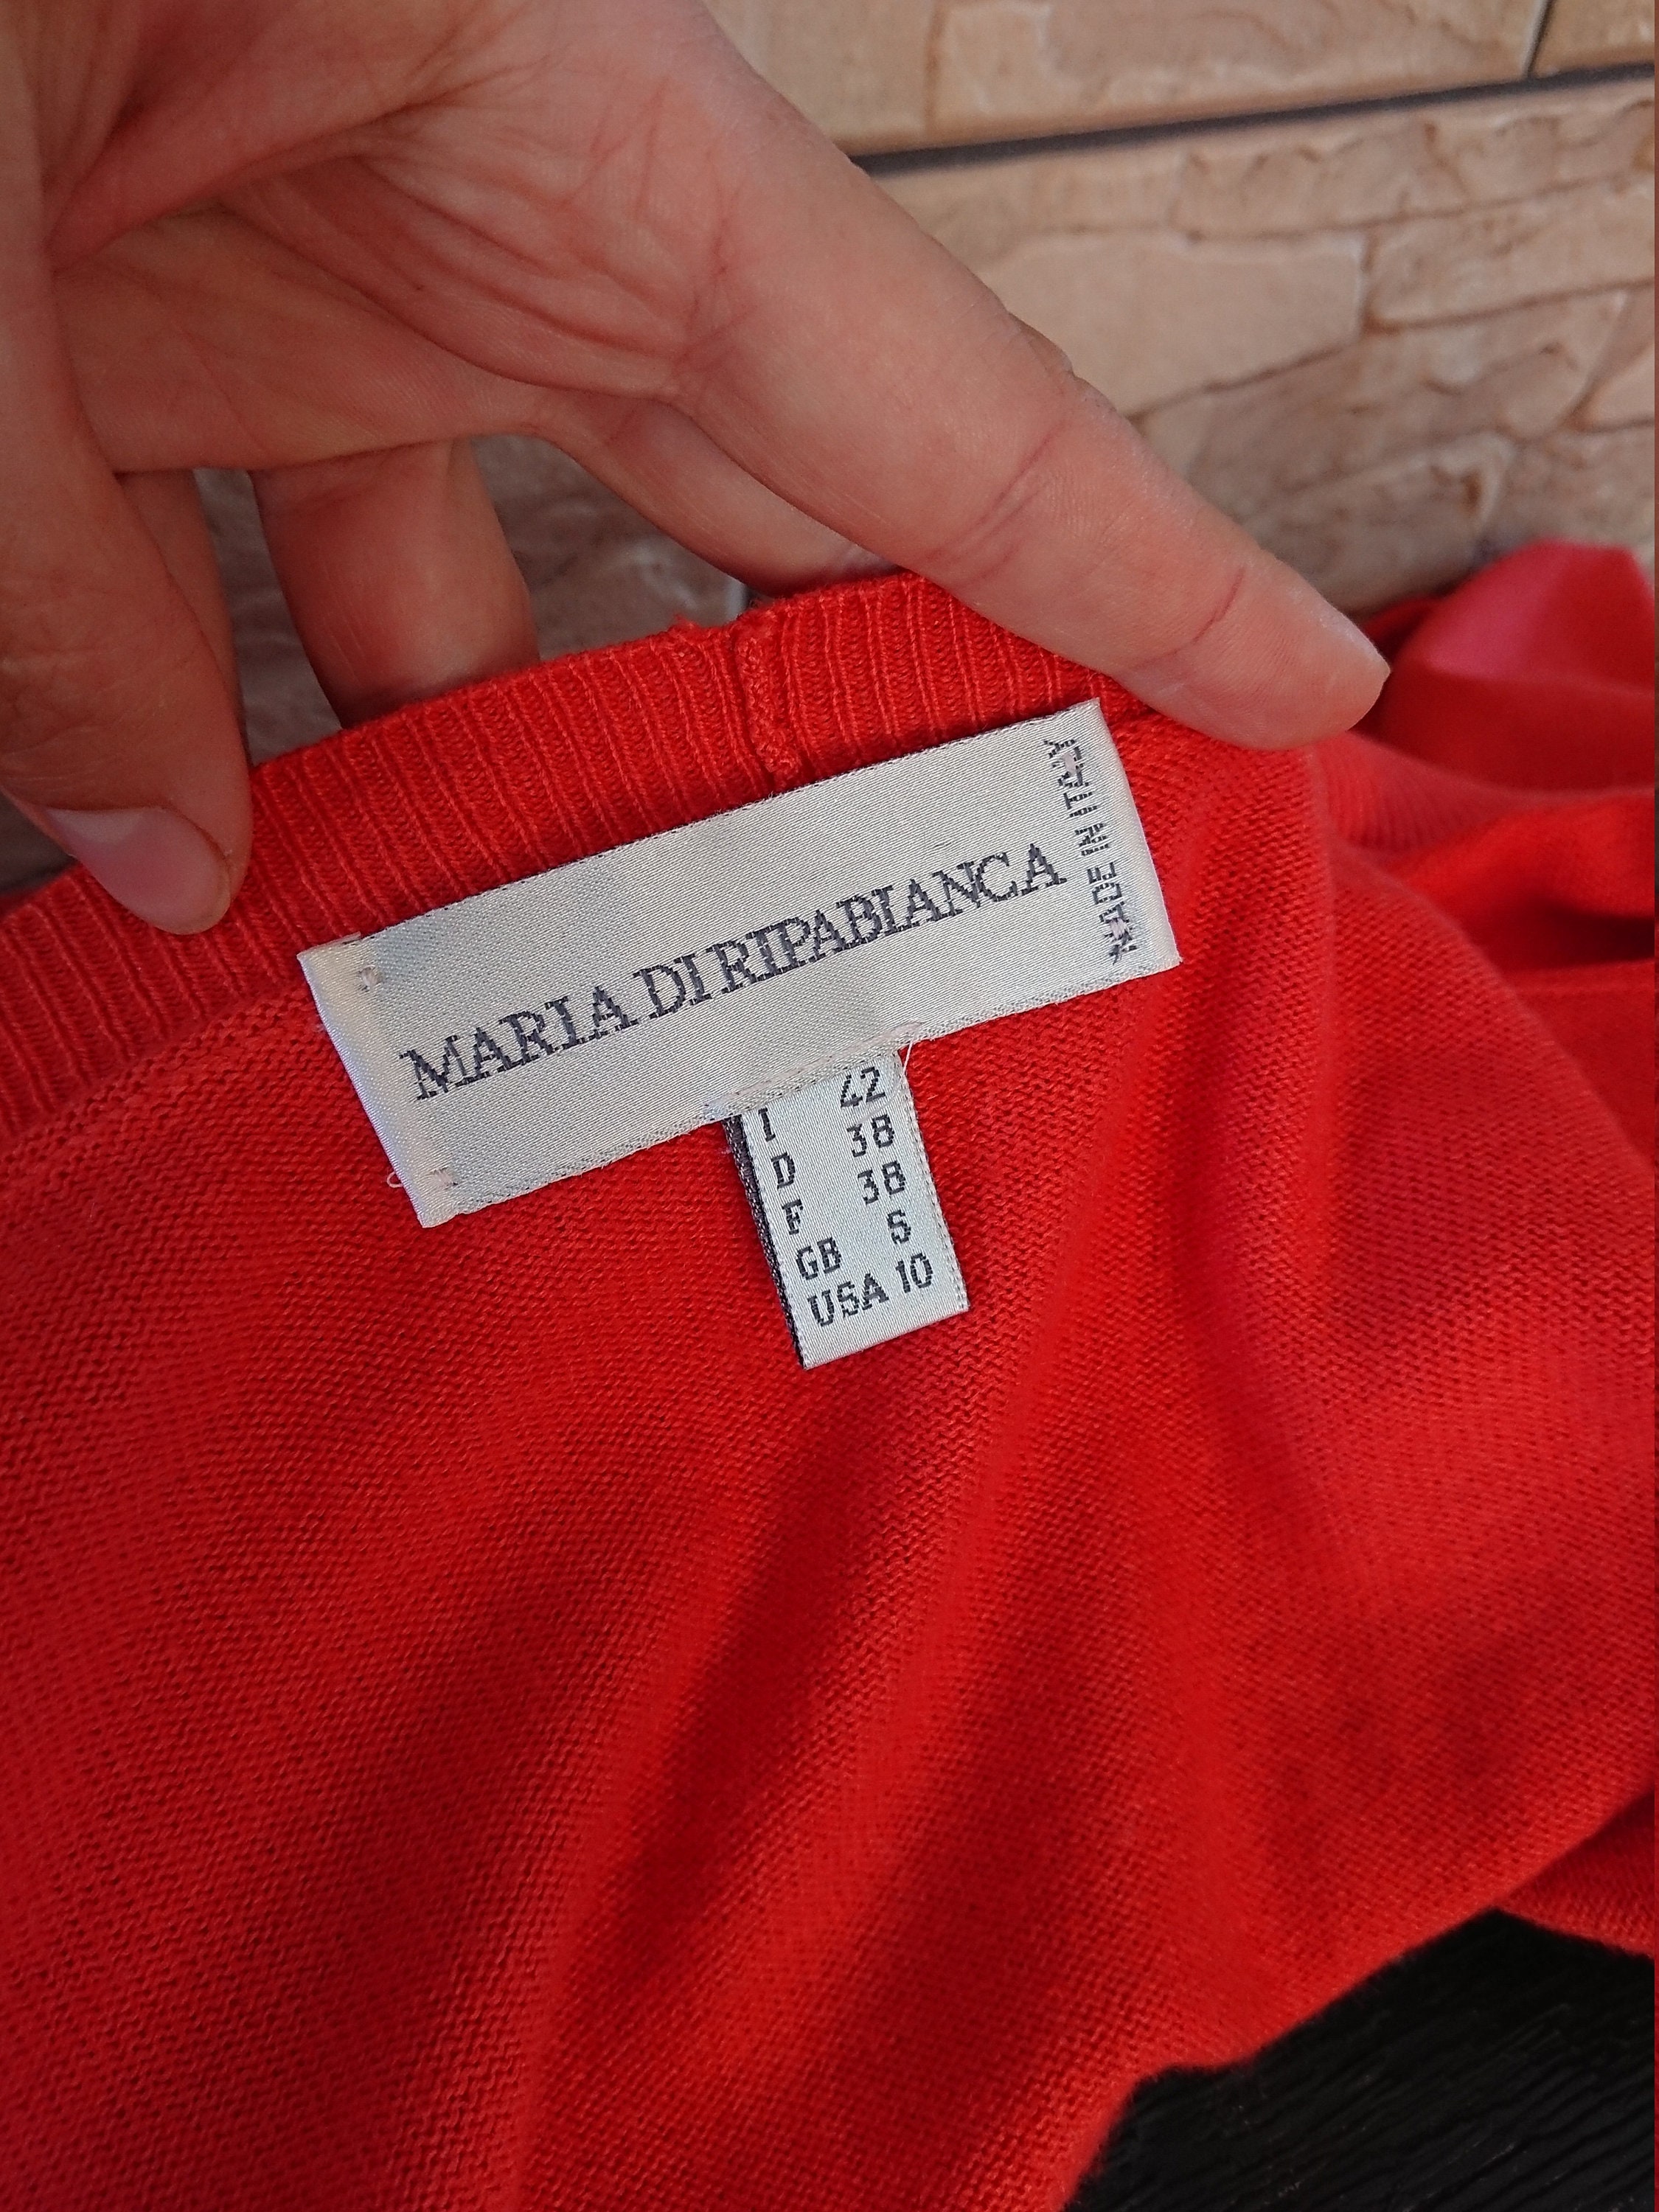 MARIA DI RIPABIANCA
MADE IN ITALY
I 42
D 38
F 38
GB S
USA 10